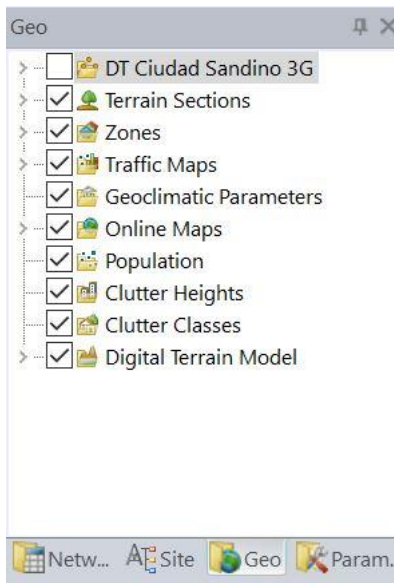 Geo
DT Ciudad Sandino 3G
Terrain Sections
Zones
Traffic Maps
Geoclimatic Parameters
Online Maps
Population
Clutter Heights
Clutter Classes
Digital Terrain Model
Netw... Site Geo Param.